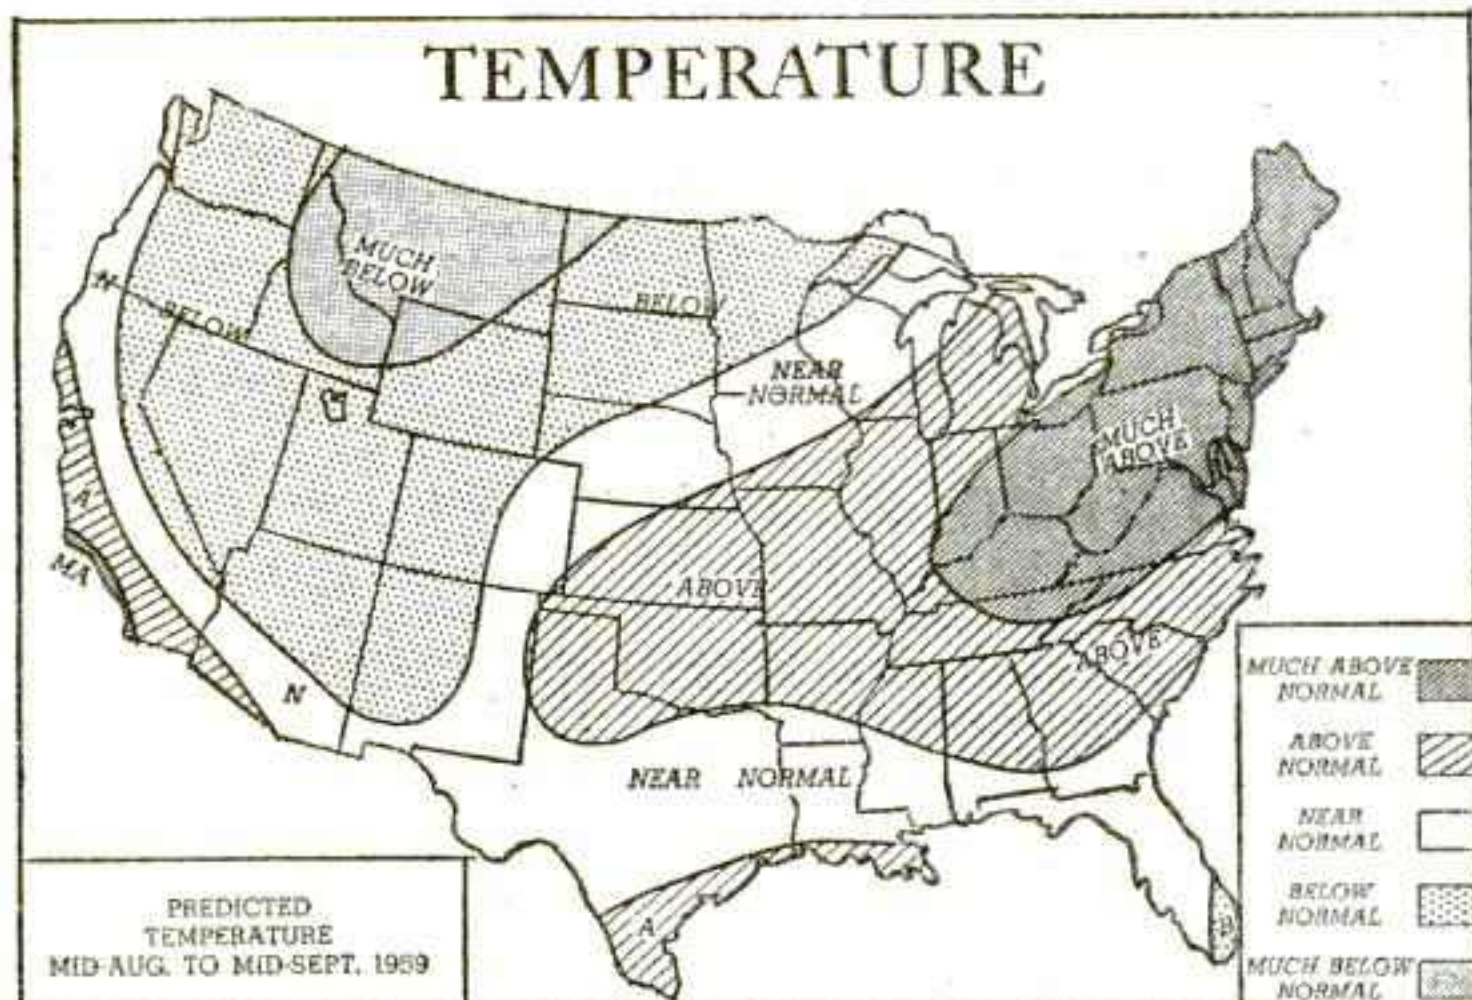 TEMPERATURE
MUCH
BELOW
N
BELOW
BELOW
NEAR
NORMAL
MUCH
ABOVE
A
MA
ABOVE
ABOVE
N
NEAR NORMAL
A
B
MUCH ABOVE
NORMAL
ABOVE
NORMAL
NEAR
NORMAL
BELOW
NORMAL
MUCH BELOW
NORMAL
PREDICTED
TEMPERATURE
MID-AUG. TO MID-SEPT. 1959